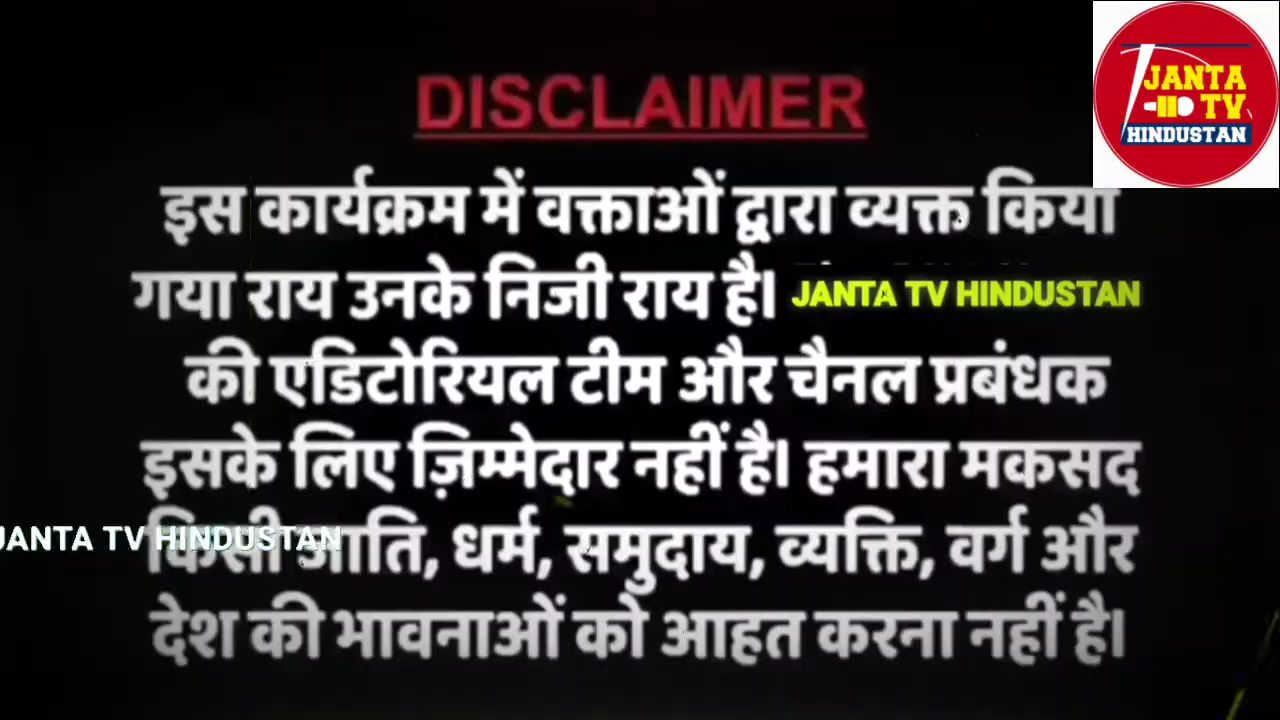 DISCLAIMER
JANTA
TV
HINDUSTAN
इस कार्यक्रम में वक्ताओं द्वारा व्यक्त किया
गया राय उनके निजी राय है। JANTA TV HINDUSTAN
की एडिटोरियल टीम और चैनल प्रबंधक
इसके लिए ज़िम्मेदार नहीं है। हमारा मकसद
JANTA TV HINDUSTAN
किसी जाति, धर्म, समुदाय, व्यक्ति, वर्ग और
देश की भावनाओं को आहत करना नहीं है।